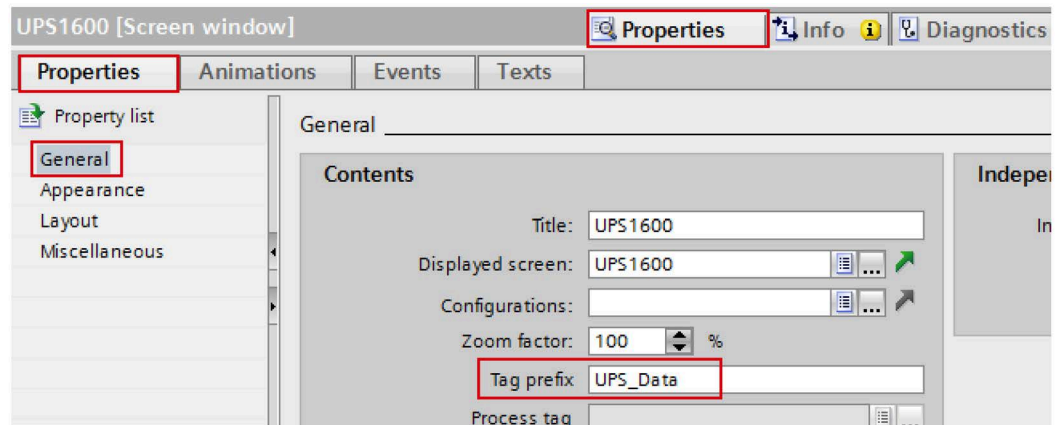 UPS1600 [Screen window]
Properties
Info
Diagnostics
Properties
Animations
Events
Texts
Property list
General
Appearance
Layout
Miscellaneous
General
Contents
Title: UPS1600
Displayed screen: UPS1600
Configurations:
Zoom factor: 100 %
Tag prefix UPS_Data
Process tag